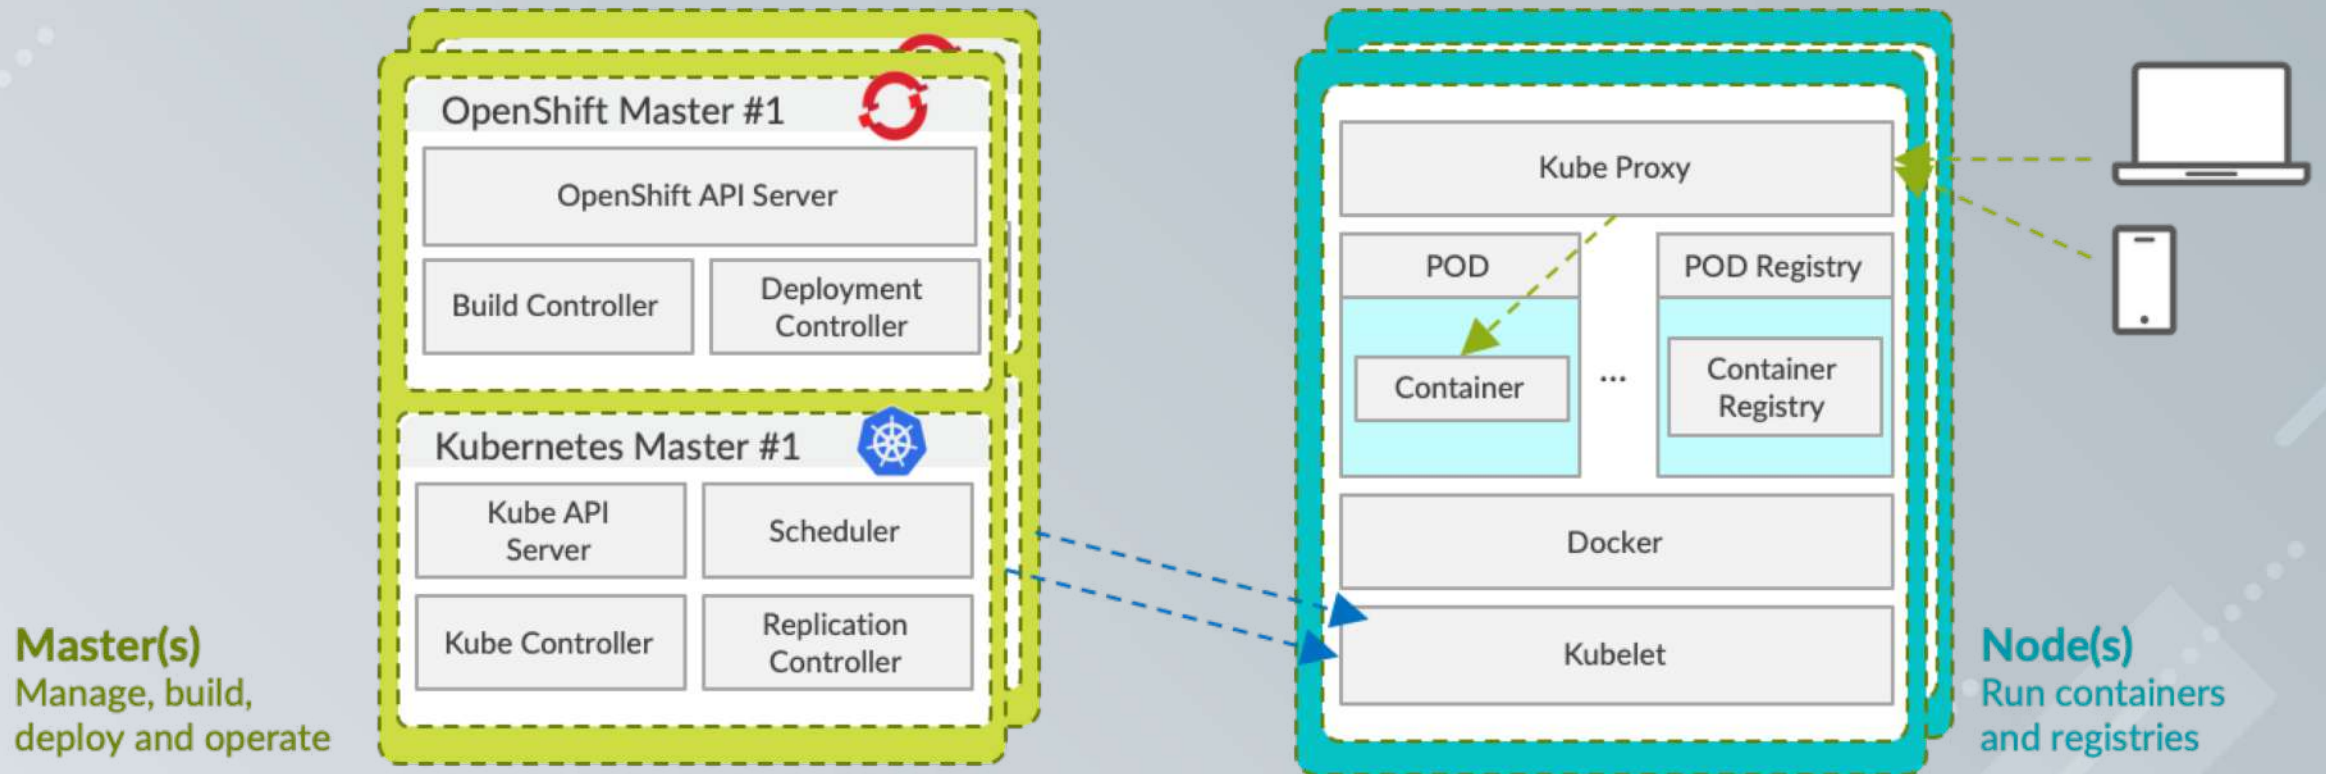 OpenShift Master #1
OpenShift API Server
Build Controller
Deployment
Controller
Kubernetes Master #1
Kube API
Server
Scheduler
Kube Controller
Replication
Controller
Master(s)
Manage, build,
deploy and operate
Kube Proxy
POD
POD Registry
Container
...
Container
Registry
Docker
Kubelet
Node(s)
Run containers
and registries